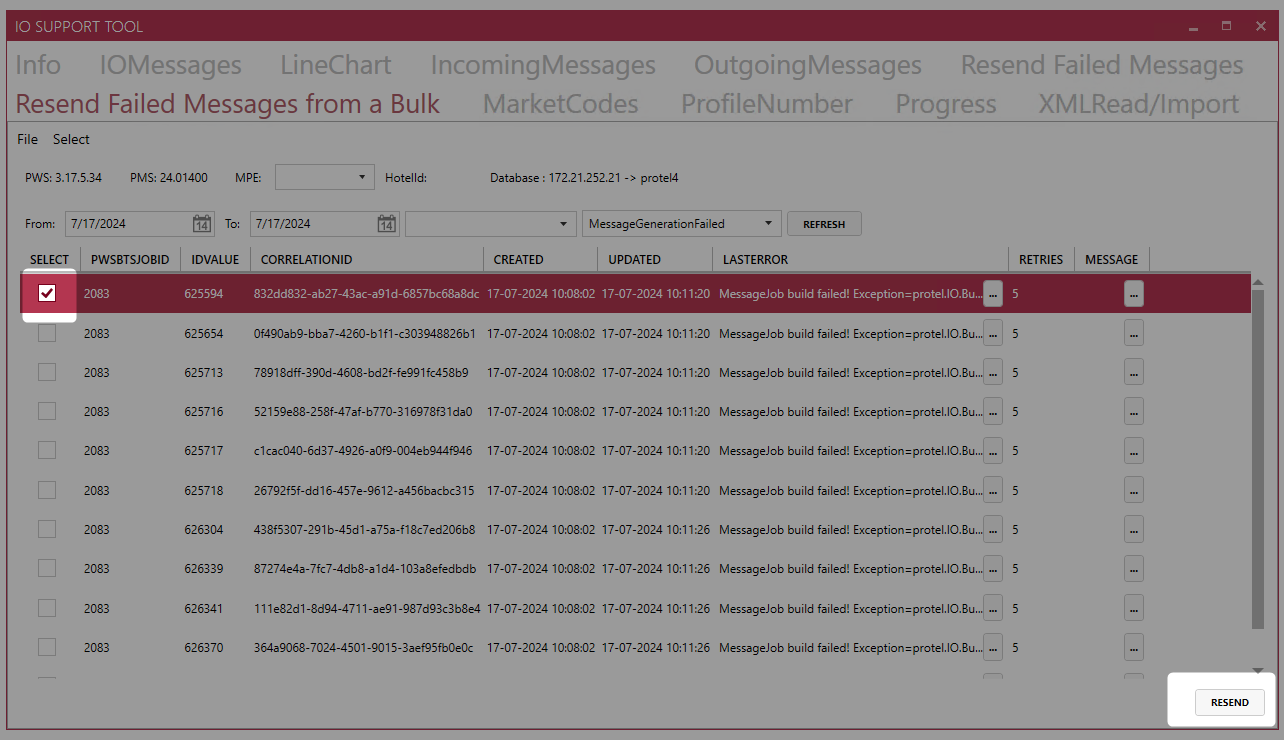 IO SUPPORT TOOL
Info IOMessages LineChart IncomingMessages OutgoingMessages Resend Failed Messages
Resend Failed Messages from a Bulk MarketCodes ProfileNumber Progress XMLRead/Import
File Select
PWS: 3.17.5.34 PMS: 24.01400 MPE: HotelId: Database : 172.21.252.21 -> protel4
From: 7/17/2024 14 To: 7/17/2024 14 MessageGenerationFailed REFRESH
SELECT PWSBTSJOBID IDVALUE CORRELATIONID CREATED UPDATED LASTERROR RETRIES MESSAGE
2083 625594 832dd832-ab27-43ac-a91d-6857bc68a8dc 17-07-2024 10:08:02 17-07-2024 10:11:20 MessageJob build failed! Exception=protel.IO.Bu... ... 5 ...
2083 625654 0f490ab9-bba7-4260-b1f1-c303948826b1 17-07-2024 10:08:02 17-07-2024 10:11:20 MessageJob build failed! Exception=protel.IO.Bu... ... 5 ...
2083 625713 78918dff-390d-4608-bd2f-fe991fc458b9 17-07-2024 10:08:02 17-07-2024 10:11:20 MessageJob build failed! Exception=protel.IO.Bu... ... 5 ...
2083 625716 52159e88-258f-47af-b770-316978f31da0 17-07-2024 10:08:02 17-07-2024 10:11:20 MessageJob build failed! Exception=protel.IO.Bu... ... 5 ...
2083 625717 c1cac040-6d37-4926-a0f9-004eb944f946 17-07-2024 10:08:02 17-07-2024 10:11:20 MessageJob build failed! Exception=protel.IO.Bu... ... 5 ...
2083 625718 26792f5f-dd16-457e-9612-a456bacbc315 17-07-2024 10:08:02 17-07-2024 10:11:20 MessageJob build failed! Exception=protel.IO.Bu... ... 5 ...
2083 626304 438f5307-291b-45d1-a75a-f18c7ed206b8 17-07-2024 10:08:02 17-07-2024 10:11:26 MessageJob build failed! Exception=protel.IO.Bu... ... 5 ...
2083 626339 87274e4a-7fc7-4db8-a1d4-103a8efedbdb 17-07-2024 10:08:02 17-07-2024 10:11:26 MessageJob build failed! Exception=protel.IO.Bu... ... 5 ...
2083 626341 111e82d1-8d94-4711-ae91-987d93c3b8e4 17-07-2024 10:08:02 17-07-2024 10:11:26 MessageJob build failed! Exception=protel.IO.Bu... ... 5 ...
2083 626370 364a9068-7024-4501-9015-3aef95fb0e0c 17-07-2024 10:08:02 17-07-2024 10:11:26 MessageJob build failed! Exception=protel.IO.Bu... ... 5 ...
RESEND